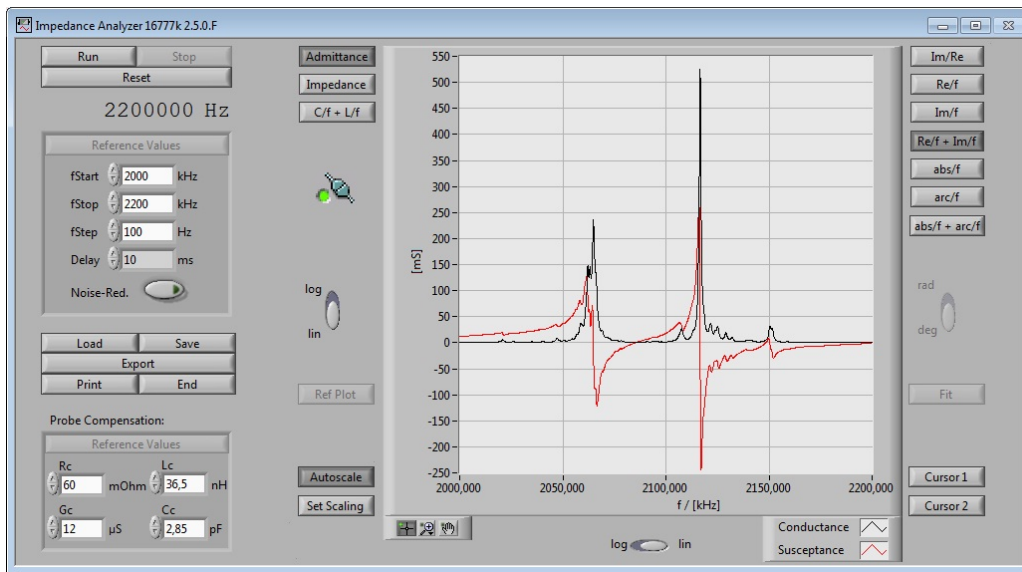 Impedance Analyzer 16777k 2.5.0.F
Run
Stop
Reset
2200000 Hz
Reference Values
fStart 2000 kHz
fStop 2200 kHz
fStep 100 Hz
Delay 10 ms
Noise-Red.
Load
Save
Export
Print
End
Probe Compensation:
Reference Values
Rc
Lc
60 mOhm
36,5 nH
Gc
Cc
12 µS
2,85 pF
Admittance
Impedance
C/f + L/f
log
lin
Ref Plot
Autoscale
Set Scaling
550
500
450
400
350
300
250
200
150
100
50
0
-50
-100
-150
-200
-250
[mS]
2000,000
2050,000
2100,000
2150,000
2200,000
f / [kHz]
log
lin
Conductance
Susceptance
Im/Re
Re/f
Im/f
Re/f + Im/f
abs/f
arc/f
abs/f + arc/f
rad
deg
Fit
Cursor 1
Cursor 2